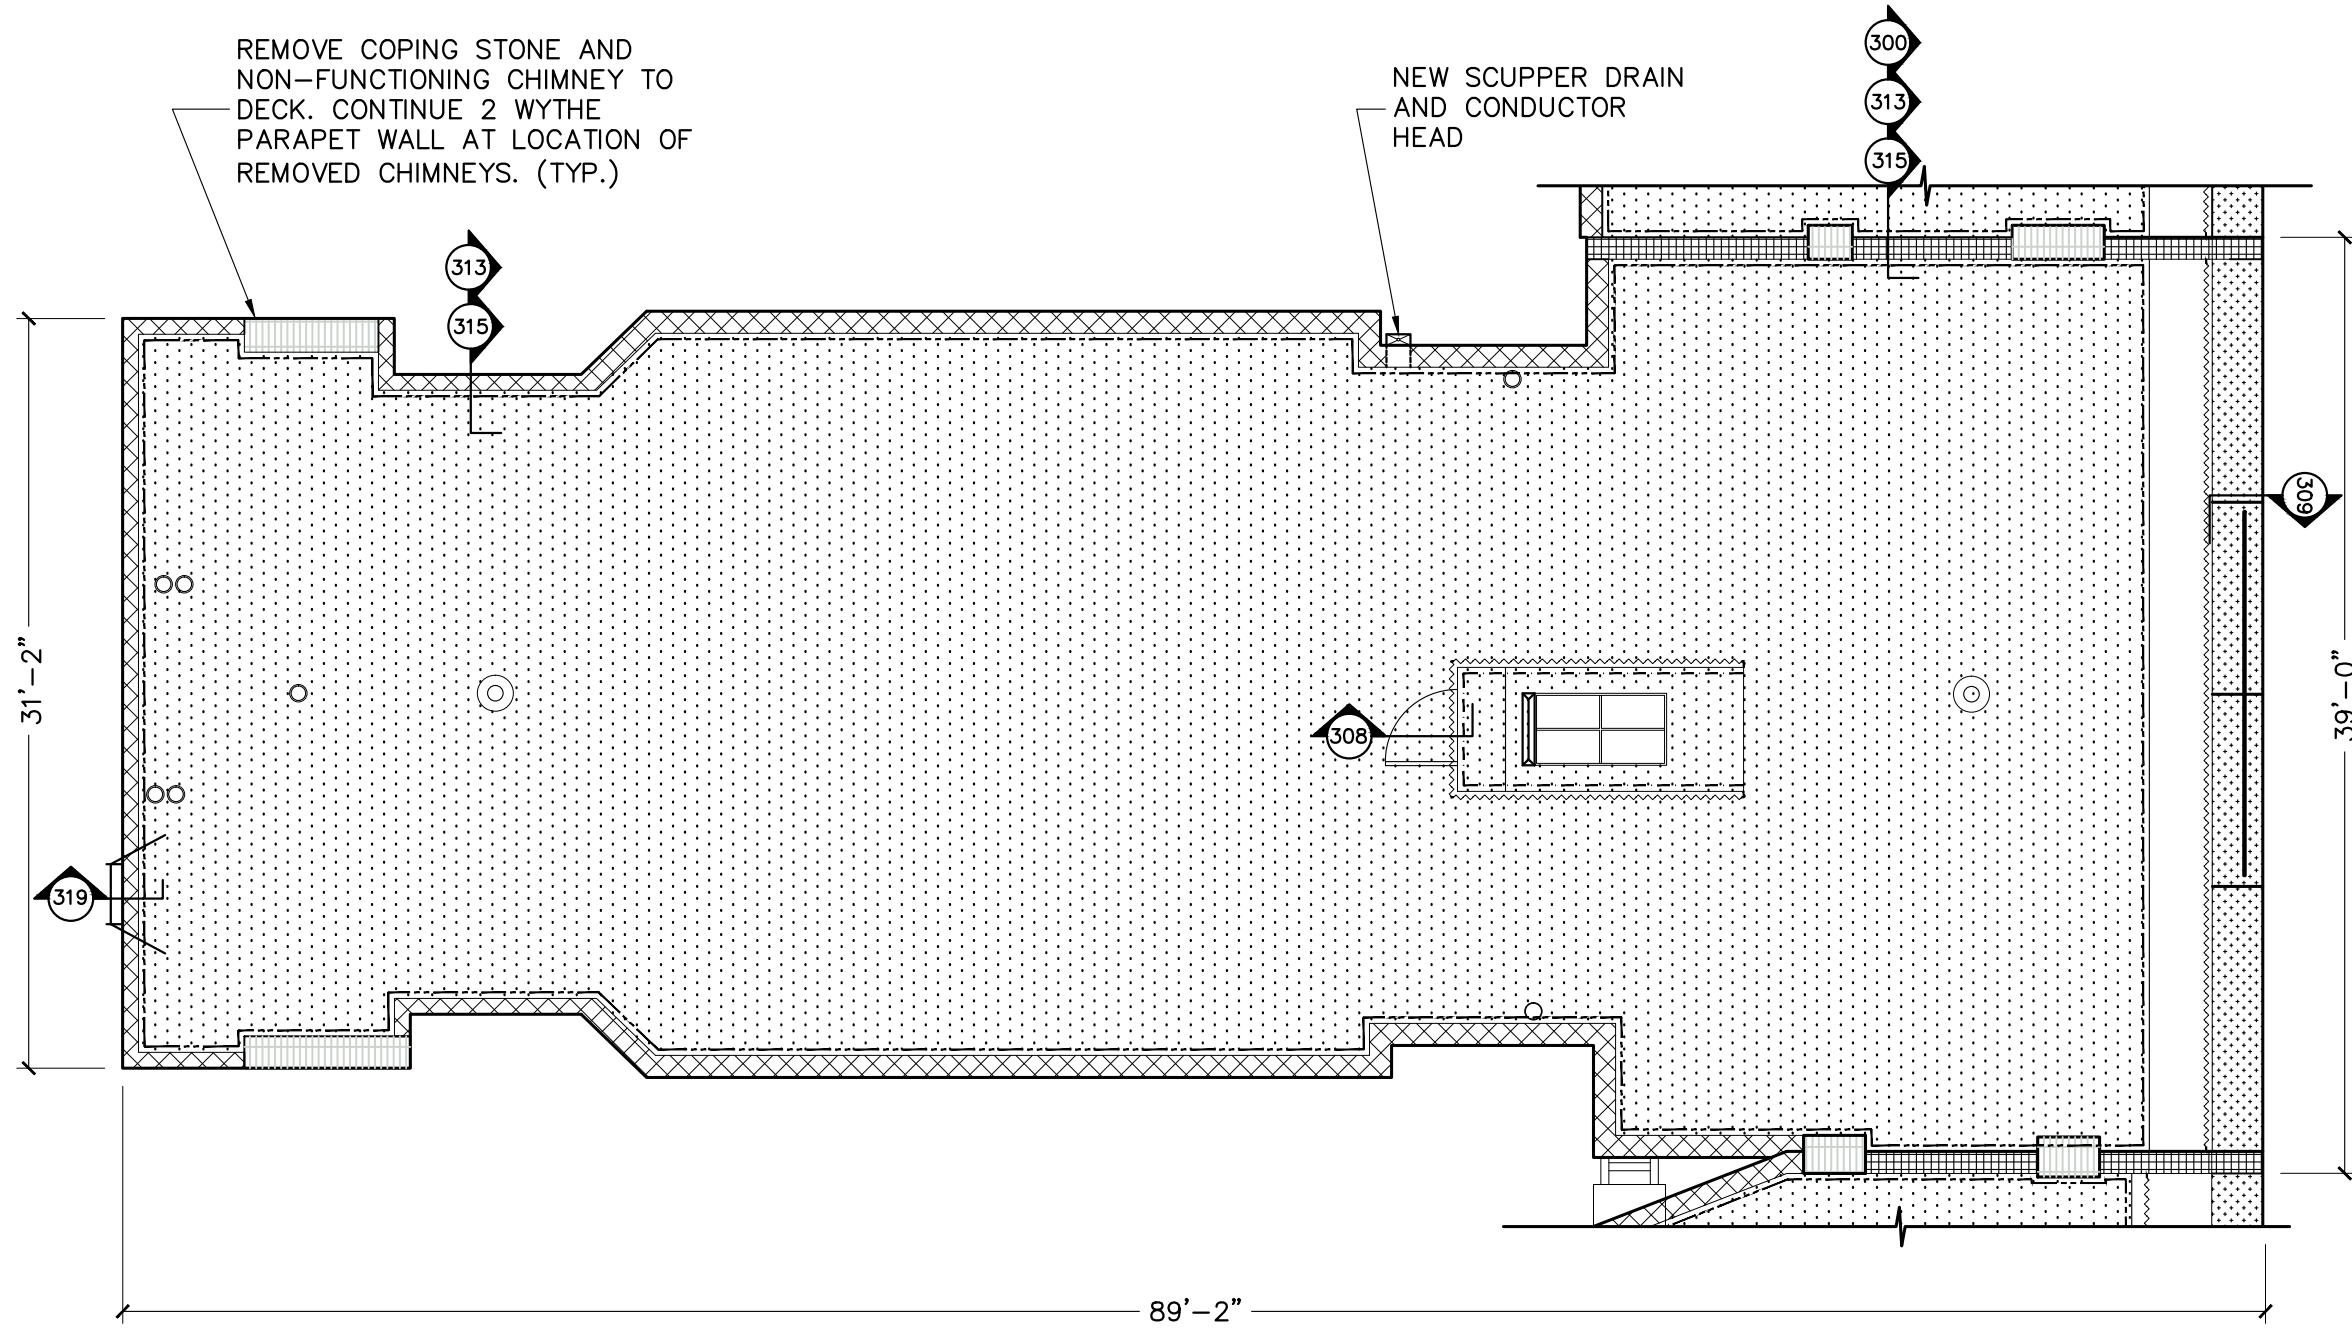 REMOVE COPING STONE AND
NON-FUNCTIONING CHIMNEY TO
DECK. CONTINUE 2 WYTHE
PARAPET WALL AT LOCATION OF
REMOVED CHIMNEYS. (TYP.)
NEW SCUPPER DRAIN
AND CONDUCTOR
HEAD
300
313
315
313
315
309
31'-2"
39'-0"
308
319
89'-2"